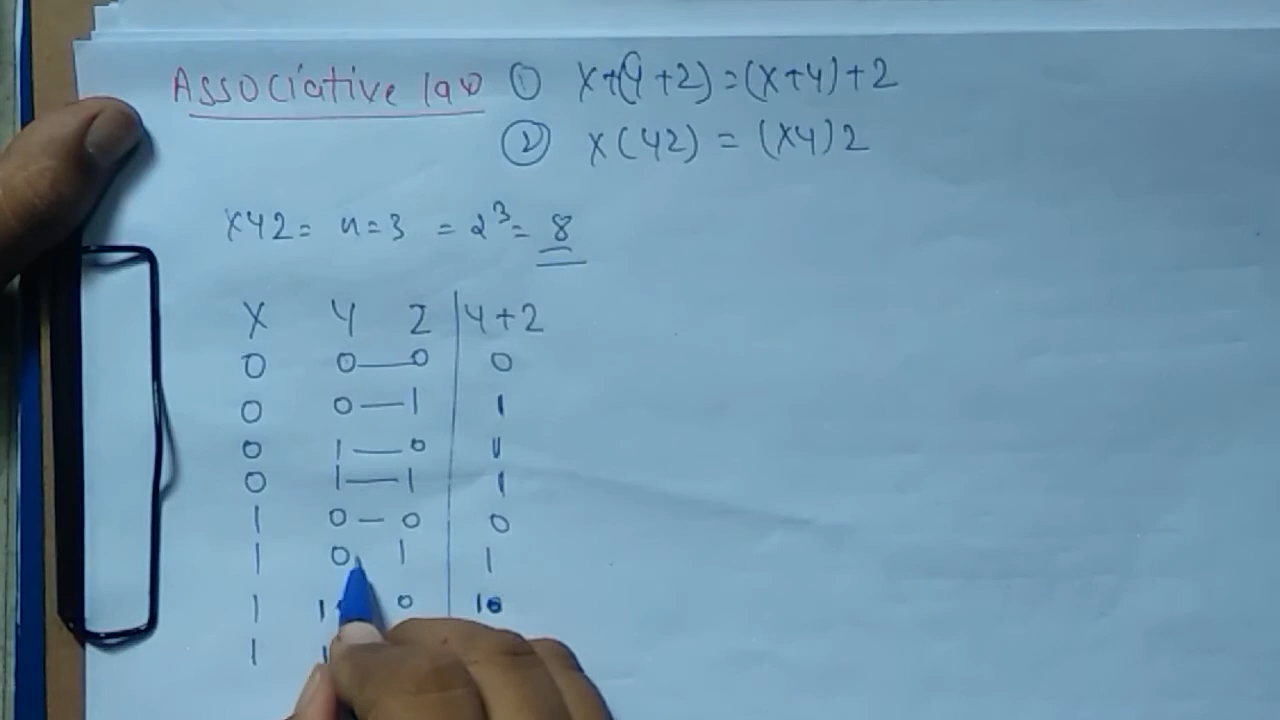 Associative law ① X+(Y+Z)=(X+Y)+Z
② X(YZ) = (XY)Z
XYZ= n=3 = 2³= 8
X Y Z Y+Z
0 0—0 0
0 0—1 1
0 1—0 1
0 1—1 1
1 0—0 0
1 0 1 1
1 1 0 1
1 1